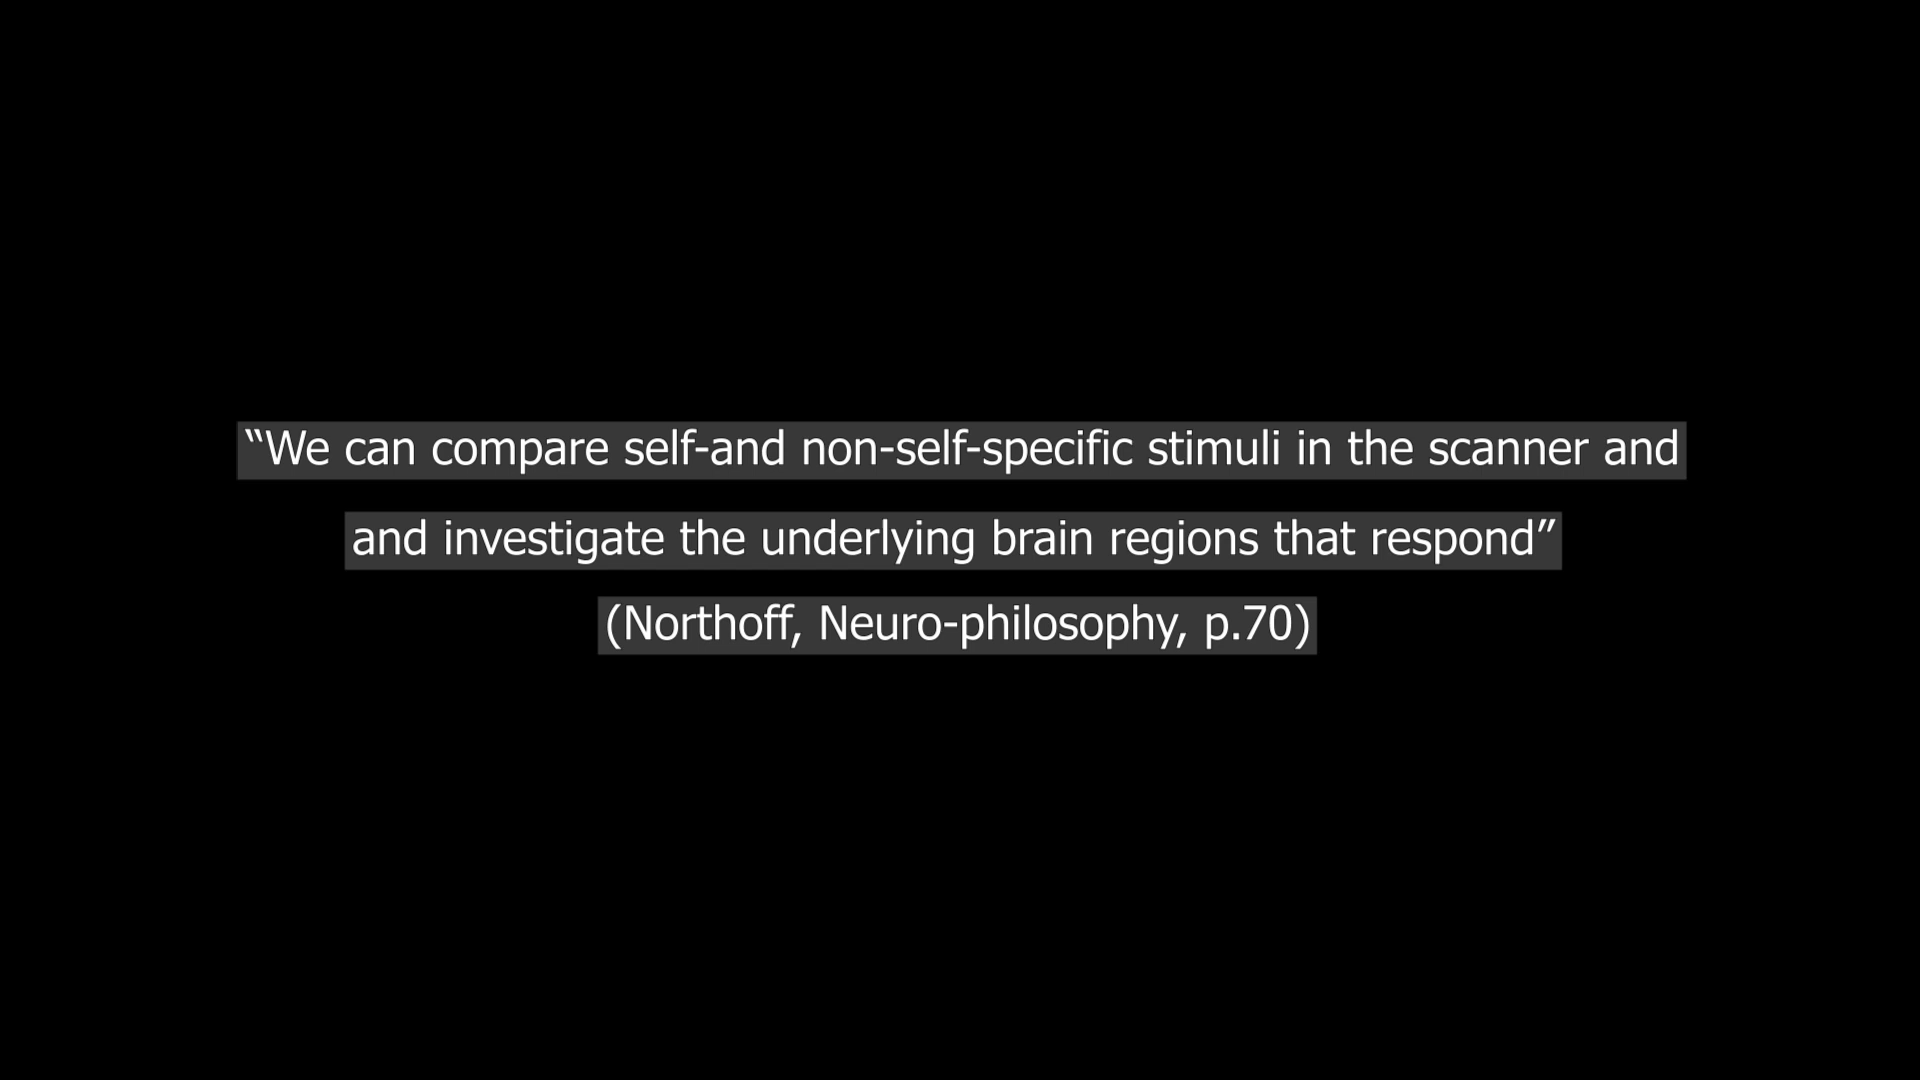 “We can compare self-and non-self-specific stimuli in the scanner and
and investigate the underlying brain regions that respond”
(Northoff, Neuro-philosophy, p.70)